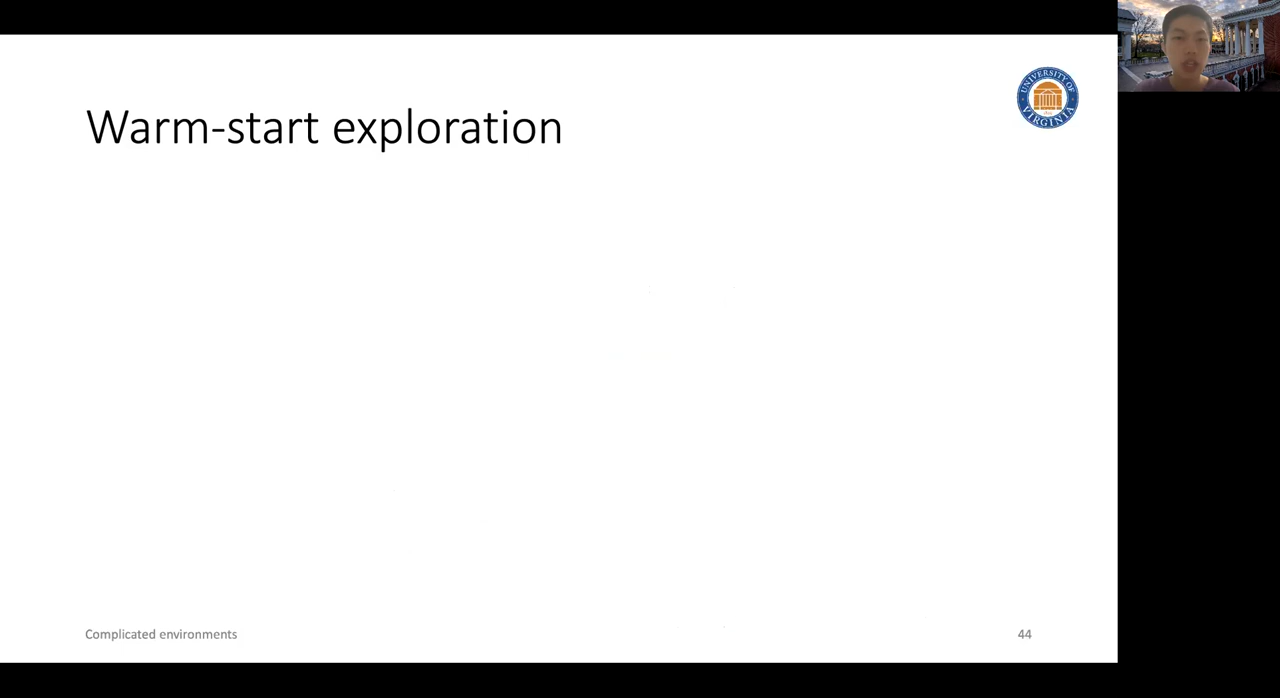 Warm-start exploration
UNIVERSITY OF
VIRGINIA
Complicated environments
44